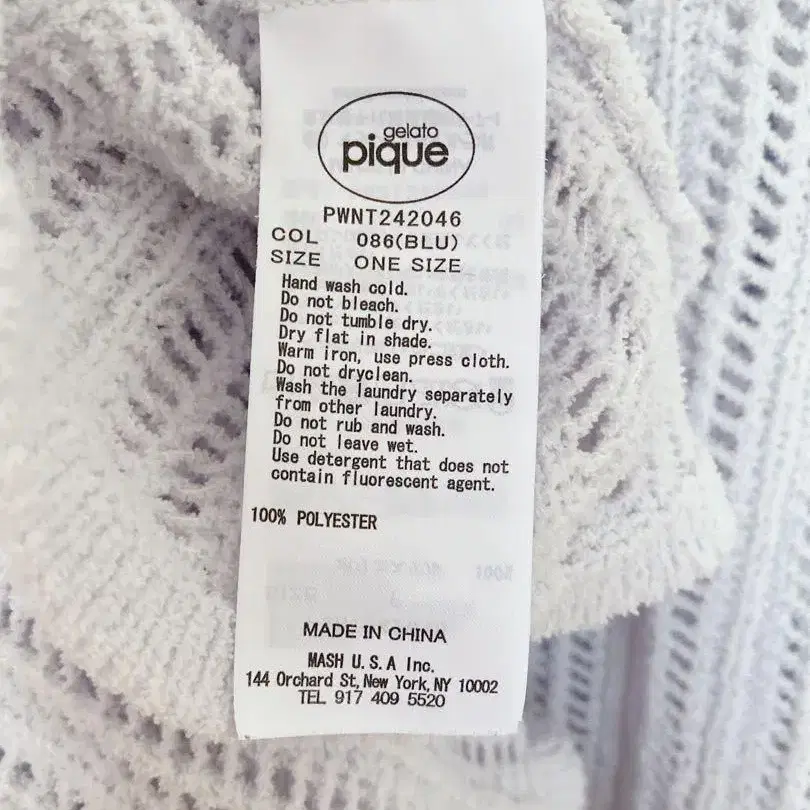 gelato
pique
PWNT242046
COL 086(BLU)
SIZE ONE SIZE
Hand wash cold.
Do not bleach.
Do not tumble dry.
Dry flat in shade.
Warm iron, use press cloth.
Do not dryclean.
Wash the laundry separately
from other laundry.
Do not rub and wash.
Do not leave wet.
Use detergent that does not
contain fluorescent agent.
100% POLYESTER
MADE IN CHINA
MASH U.S.A Inc.
144 Orchard St, New York, NY 10002
TEL 917 409 5520